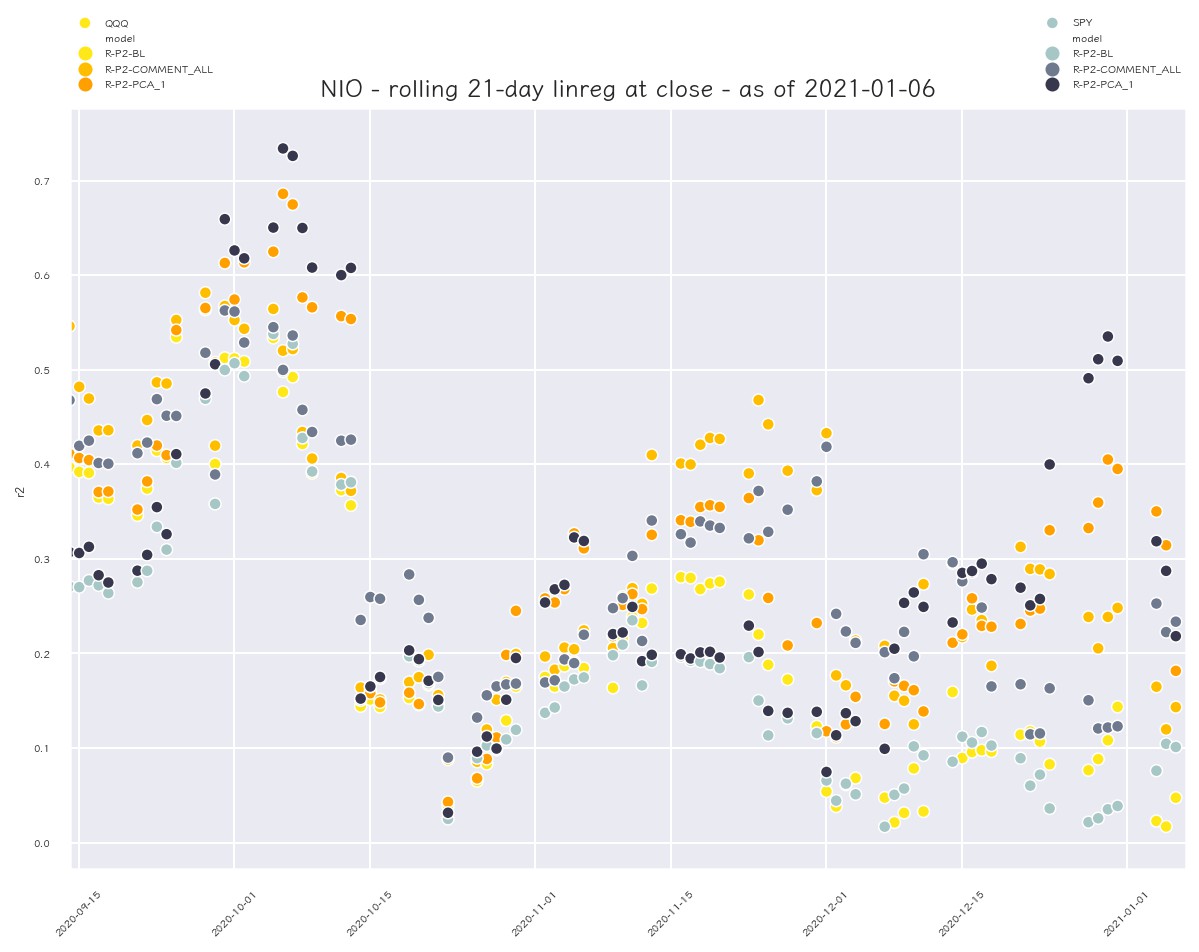 QQQ
model
R-P2-BL
R-P2-COMMENT_ALL
R-P2-PCA_1
SPY
model
R-P2-BL
R-P2-COMMENT_ALL
R-P2-PCA_1
NIO - rolling 21-day linreg at close - as of 2021-01-06
r2
0.7
0.6
0.5
0.4
0.3
0.2
0.1
0.0
2020-09-15
2020-10-01
2020-10-15
2020-11-01
2020-11-15
2020-12-01
2020-12-15
2021-01-01